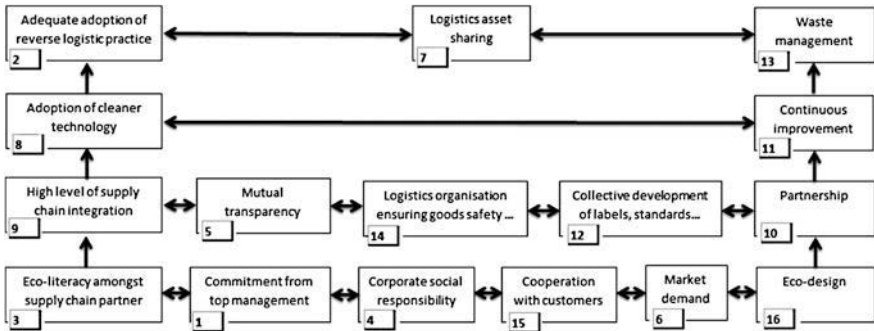 Adequate adoption of
reverse logistic practice
2
Logistics asset
sharing
7
Waste
management
13
Adoption of cleaner
technology
8
Continuous
improvement
11
High level of supply
chain integration
9
Mutual
transparency
5
Logistics organisation
ensuring goods safety ...
14
Collective development
of labels, standards...
12
Partnership
10
Eco-literacy amongst
supply chain partner
3
Commitment from
top management
1
Corporate social
responsibility
4
Cooperation
with customers
15
Market
demand
6
Eco-design
16